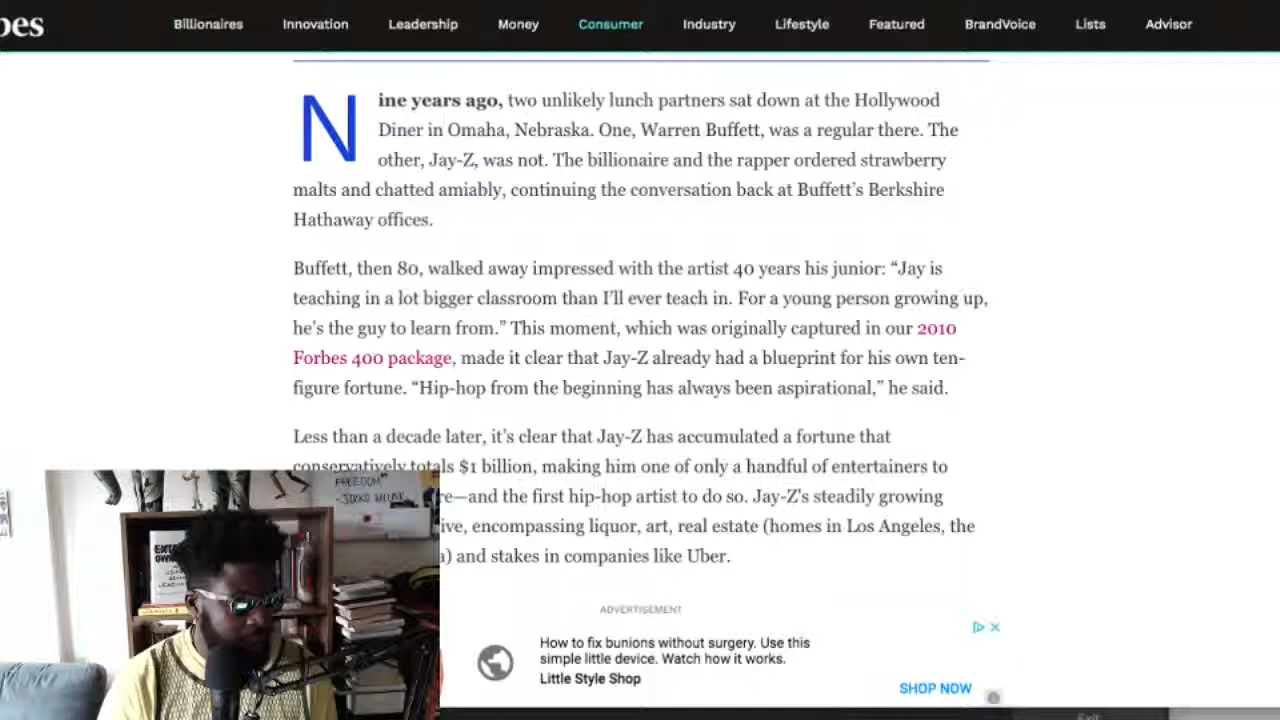 bes
Billionaires Innovation Leadership Money Consumer Industry Lifestyle Featured BrandVoice Lists Advisor
Nine years ago, two unlikely lunch partners sat down at the Hollywood
Diner in Omaha, Nebraska. One, Warren Buffett, was a regular there. The
other, Jay-Z, was not. The billionaire and the rapper ordered strawberry
malts and chatted amiably, continuing the conversation back at Buffett’s Berkshire
Hathaway offices.
Buffett, then 80, walked away impressed with the artist 40 years his junior: “Jay is
teaching in a lot bigger classroom than I’ll ever teach in. For a young person growing up,
he’s the guy to learn from.” This moment, which was originally captured in our 2010
Forbes 400 package, made it clear that Jay-Z already had a blueprint for his own ten-
figure fortune. “Hip-hop from the beginning has always been aspirational,” he said.
Less than a decade later, it’s clear that Jay-Z has accumulated a fortune that
conservatively totals $1 billion, making him one of only a handful of entertainers to
re—and the first hip-hop artist to do so. Jay-Z’s steadily growing
ive, encompassing liquor, art, real estate (homes in Los Angeles, the
a) and stakes in companies like Uber.
FREEDOM"
ADVERTISEMENT
How to fix bunions without surgery. Use this
simple little device. Watch how it works.
Little Style Shop
SHOP NOW
Exit